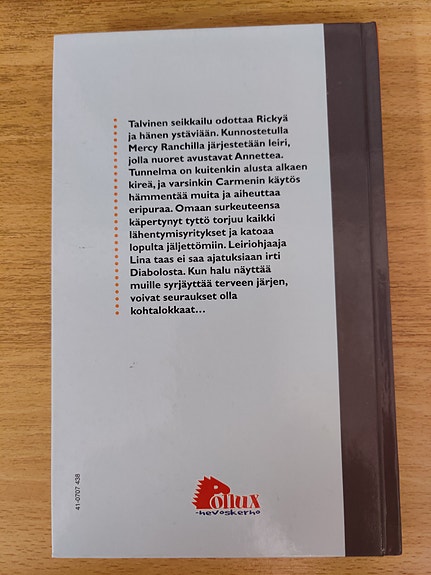 Talvinen seikkailu odottaa Rickyä
ja hänen ystäviään. Kunnostetulla
Mercy Ranchilla järjestetään leiri,
jolla nuoret avustavat Annettea.
Tunnelma on kuitenkin alusta alkaen
kireä, ja varsinkin Carmenin käytös
hämmentää muita ja aiheuttaa
eripuraa. Omaan surkeuteensa
käpertynyt tyttö torjuu kaikki
lähentymisyritykset ja katoaa
lopulta jäljettömiin. Leiriohjaaja
Lina taas ei saa ajatuksiaan irti
Diabolosta. Kun halu näyttää
muille syrjäyttää terveen järjen,
voivat seuraukset olla
kohtalokkaat...
41-0707 438
Pollux
-hevoskerho